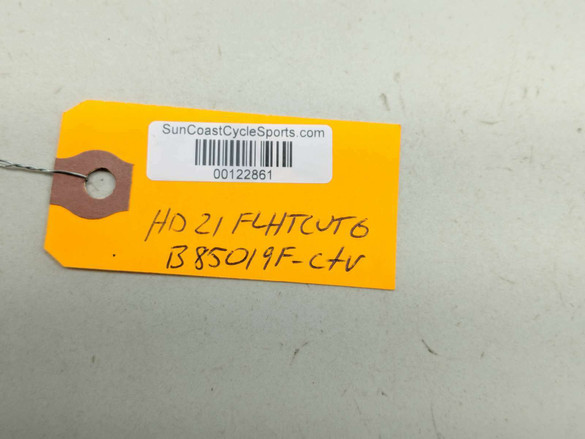 SunCoastCycleSports.com
00122861
HD 21 FLHTCUTG
B85019F-ctv